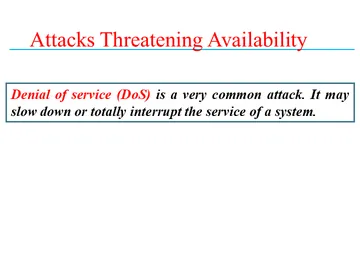 Attacks Threatening Availability
Denial of service (DoS) is a very common attack. It may
slow down or totally interrupt the service of a system.